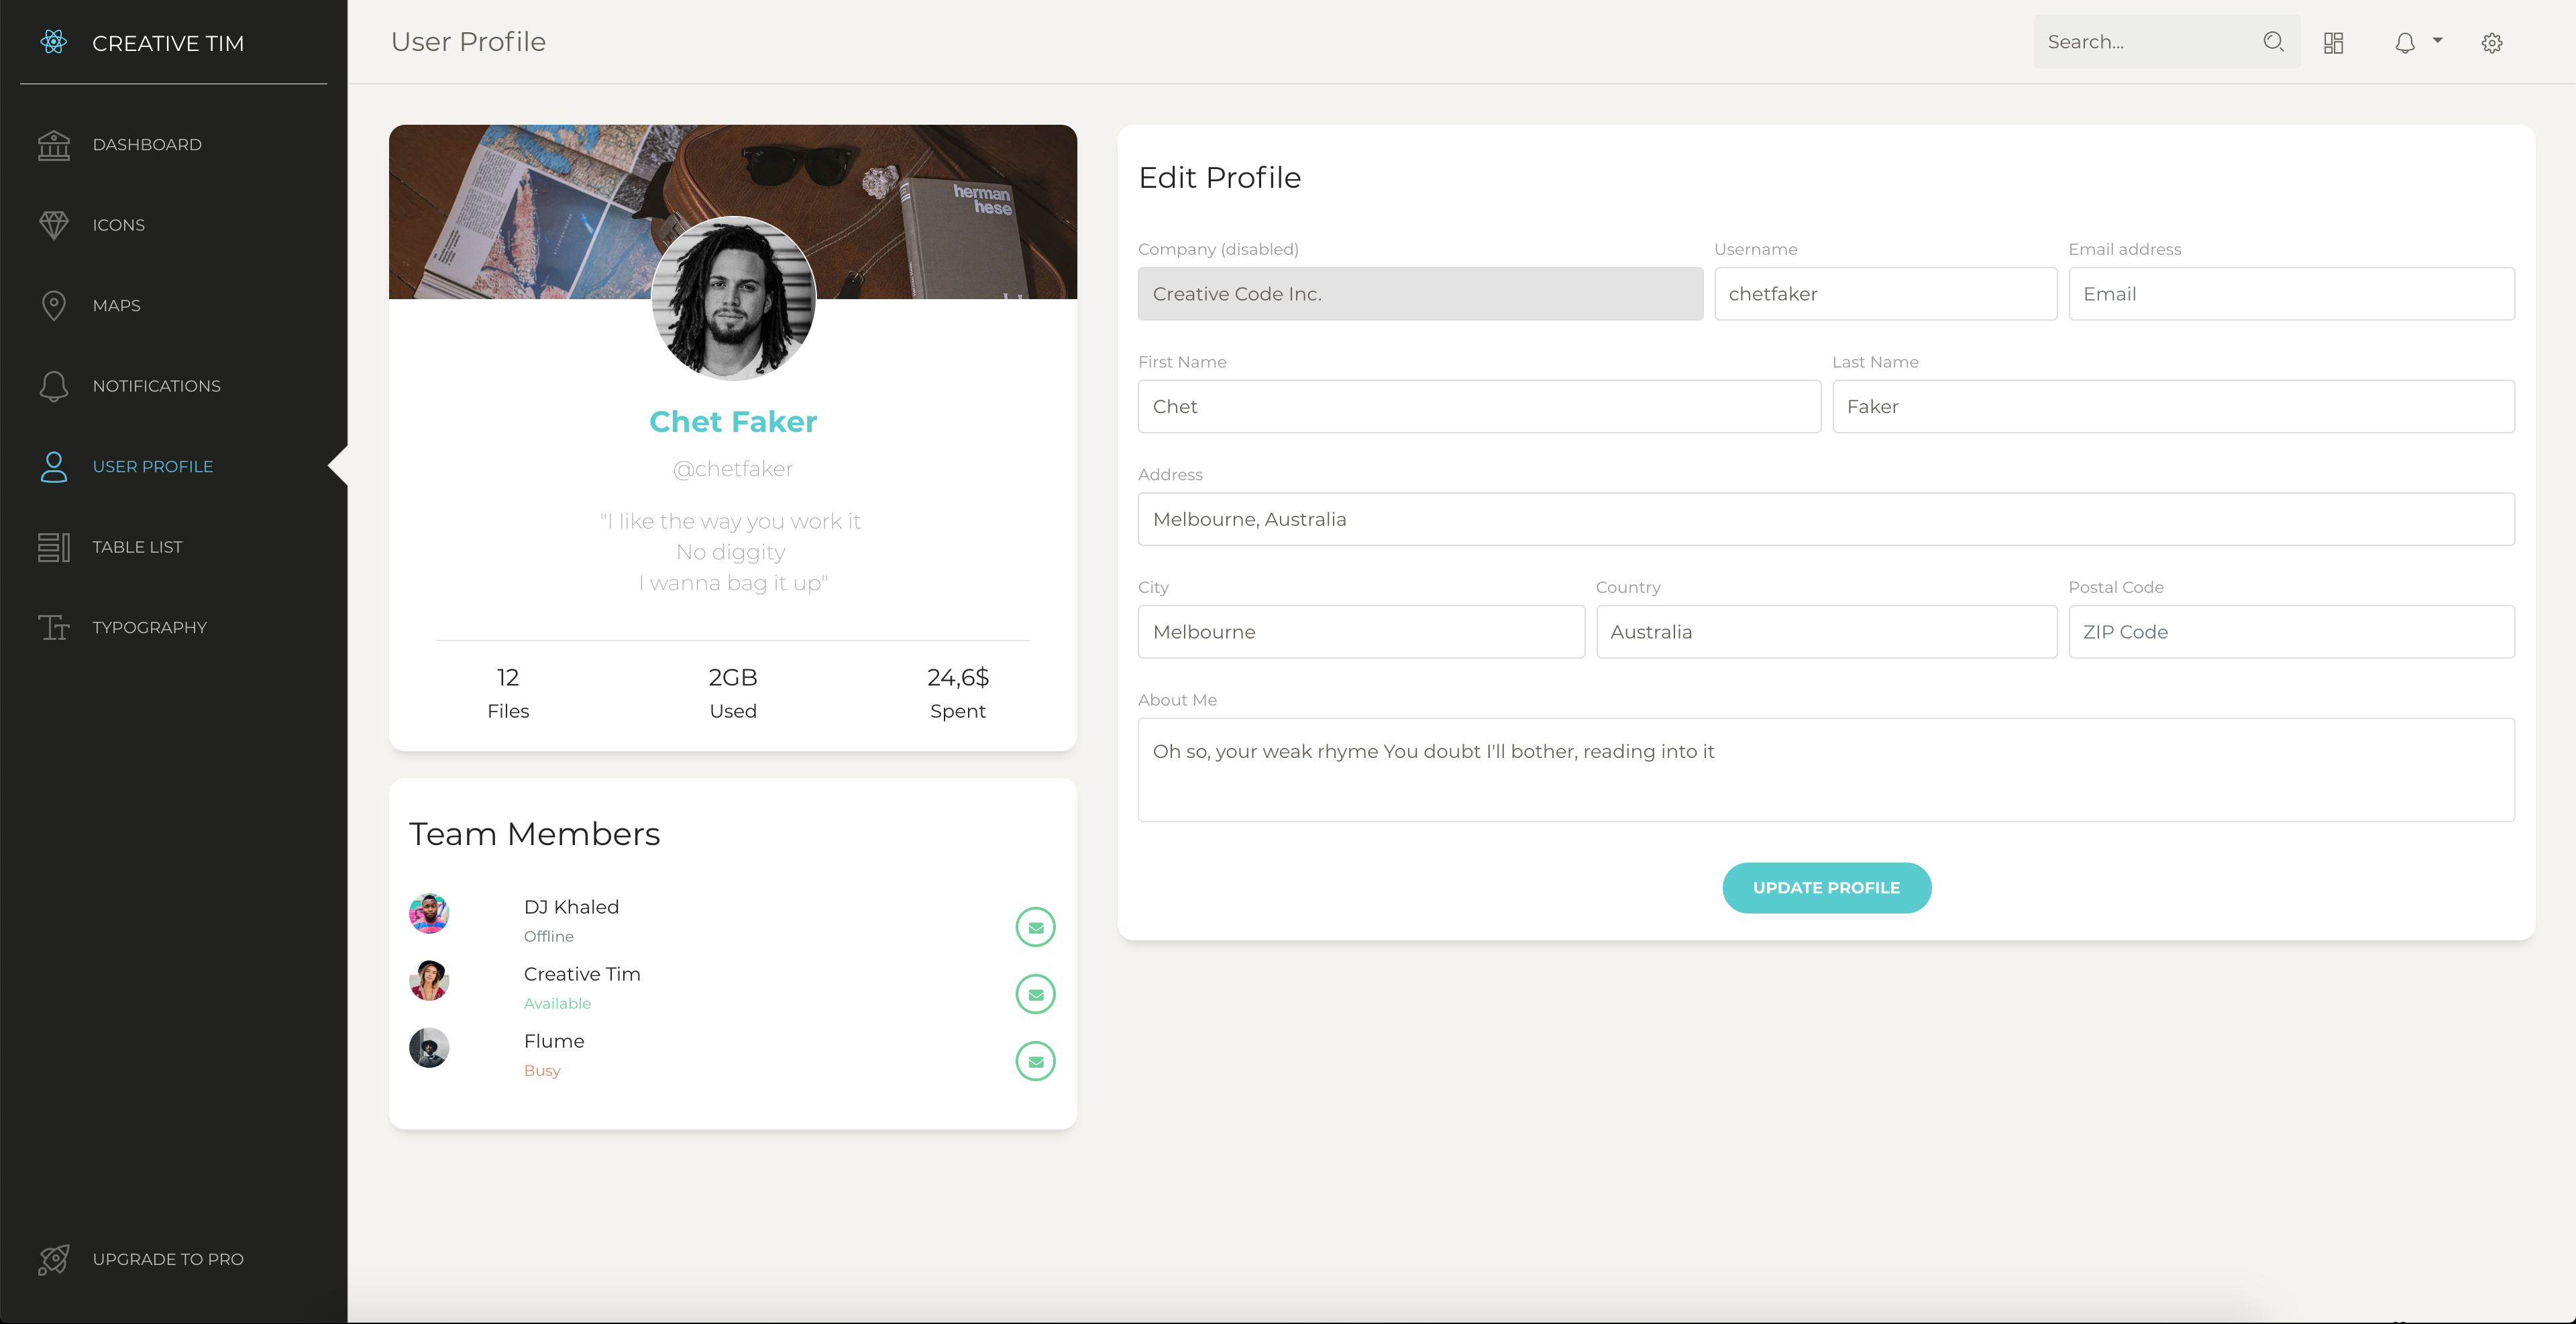 CREATIVE TIM
DASHBOARD
ICONS
MAPS
NOTIFICATIONS
USER PROFILE
TABLE LIST
TYPOGRAPHY
UPGRADE TO PRO
User Profile
Search...
herman
hese
Chet Faker
@chetfaker
"I like the way you work it
No diggity
I wanna bag it up"
12
Files
2GB
Used
24,6$
Spent
Team Members
DJ Khaled
Offline
Creative Tim
Available
Flume
Busy
Edit Profile
Company (disabled)
Creative Code Inc.
Username
chetfaker
Email address
Email
First Name
Chet
Last Name
Faker
Address
Melbourne, Australia
City
Melbourne
Country
Australia
Postal Code
ZIP Code
About Me
Oh so, your weak rhyme You doubt I'll bother, reading into it
UPDATE PROFILE